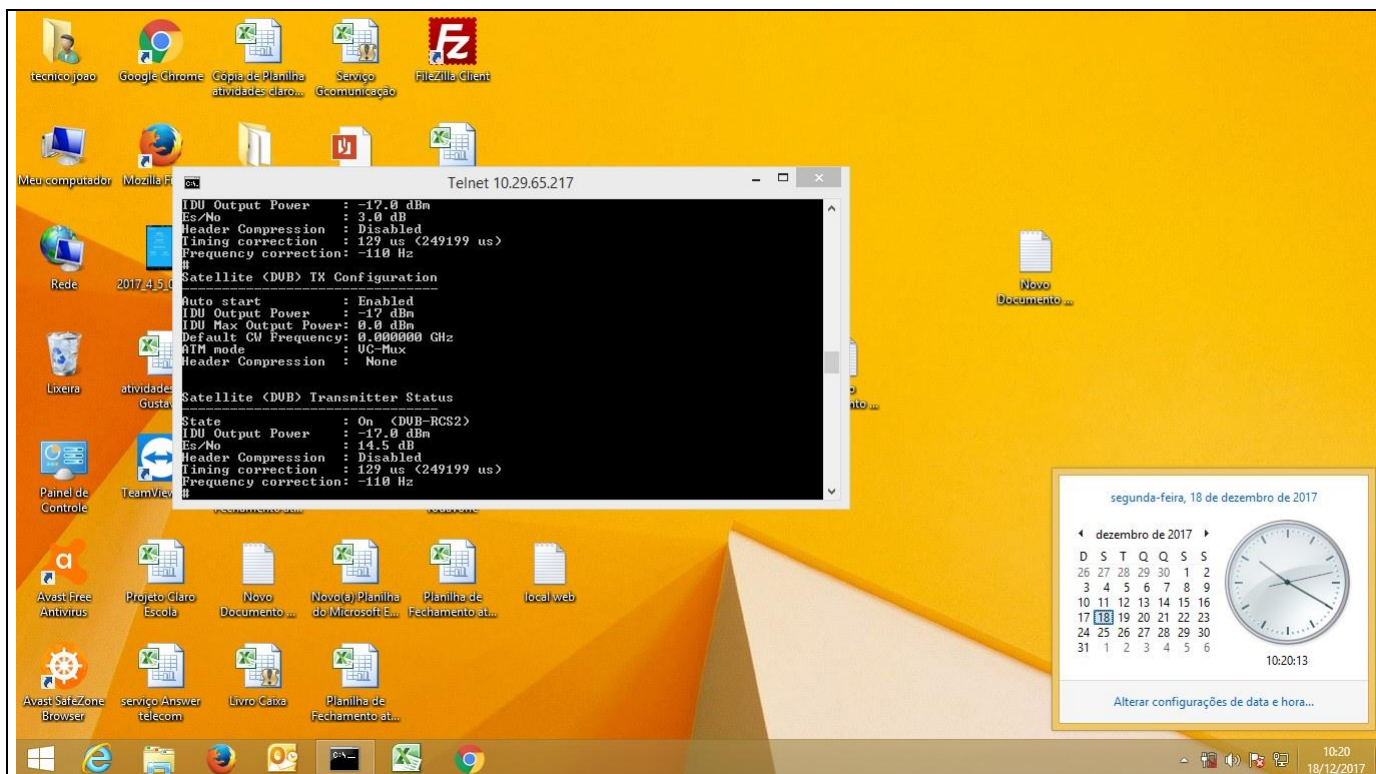 tecnico joao
Google Chrome
Cópia de Planilha
atividades claro...
Serviço
Gcomunicação
FileZilla Client
Meu computador
Mozilla
Telnet 10.29.65.217
IDU Output Power : -17.0 dBm
Es/No : 3.0 dB
Header Compression : Disabled
Timing correction : 129 us (249199 us)
Frequency correction: -110 Hz
#
Satellite (DVB) TX Configuration
Auto start : Enabled
IDU Output Power : -17 dBm
IDU Max Output Power: 0.0 dBm
Default CW Frequency: 0.000000 GHz
ATM mode : VC-Mux
Header Compression : None
Satellite (DVB) Transmitter Status
State : On (DVB-RCS2)
IDU Output Power : -17.0 dBm
Es/No : 14.5 dB
Header Compression : Disabled
Timing correction : 129 us (249199 us)
Frequency correction: -110 Hz
#
Rede
2017_4_5
Novo
Documento ...
Lixeira
atividades
Painel de
Controle
Avast Free
Antivirus
Projeto Claro
Escola
Novo
Documento ...
Novo(a) Planilha
do Microsoft E...
Planilha de
Fechamento at...
local web
Avast SafeZone
Browser
serviço Answer
telecom
Livro Caixa
Planilha de
Fechamento at...
segunda-feira, 18 de dezembro de 2017
dezembro de 2017
D S T Q Q S S
26 27 28 29 30 1 2
3 4 5 6 7 8 9
10 11 12 13 14 15 16
17 18 19 20 21 22 23
24 25 26 27 28 29 30
31 1 2 3 4 5 6
10:20:13
Alterar configurações de data e hora...
10:20
18/12/2017